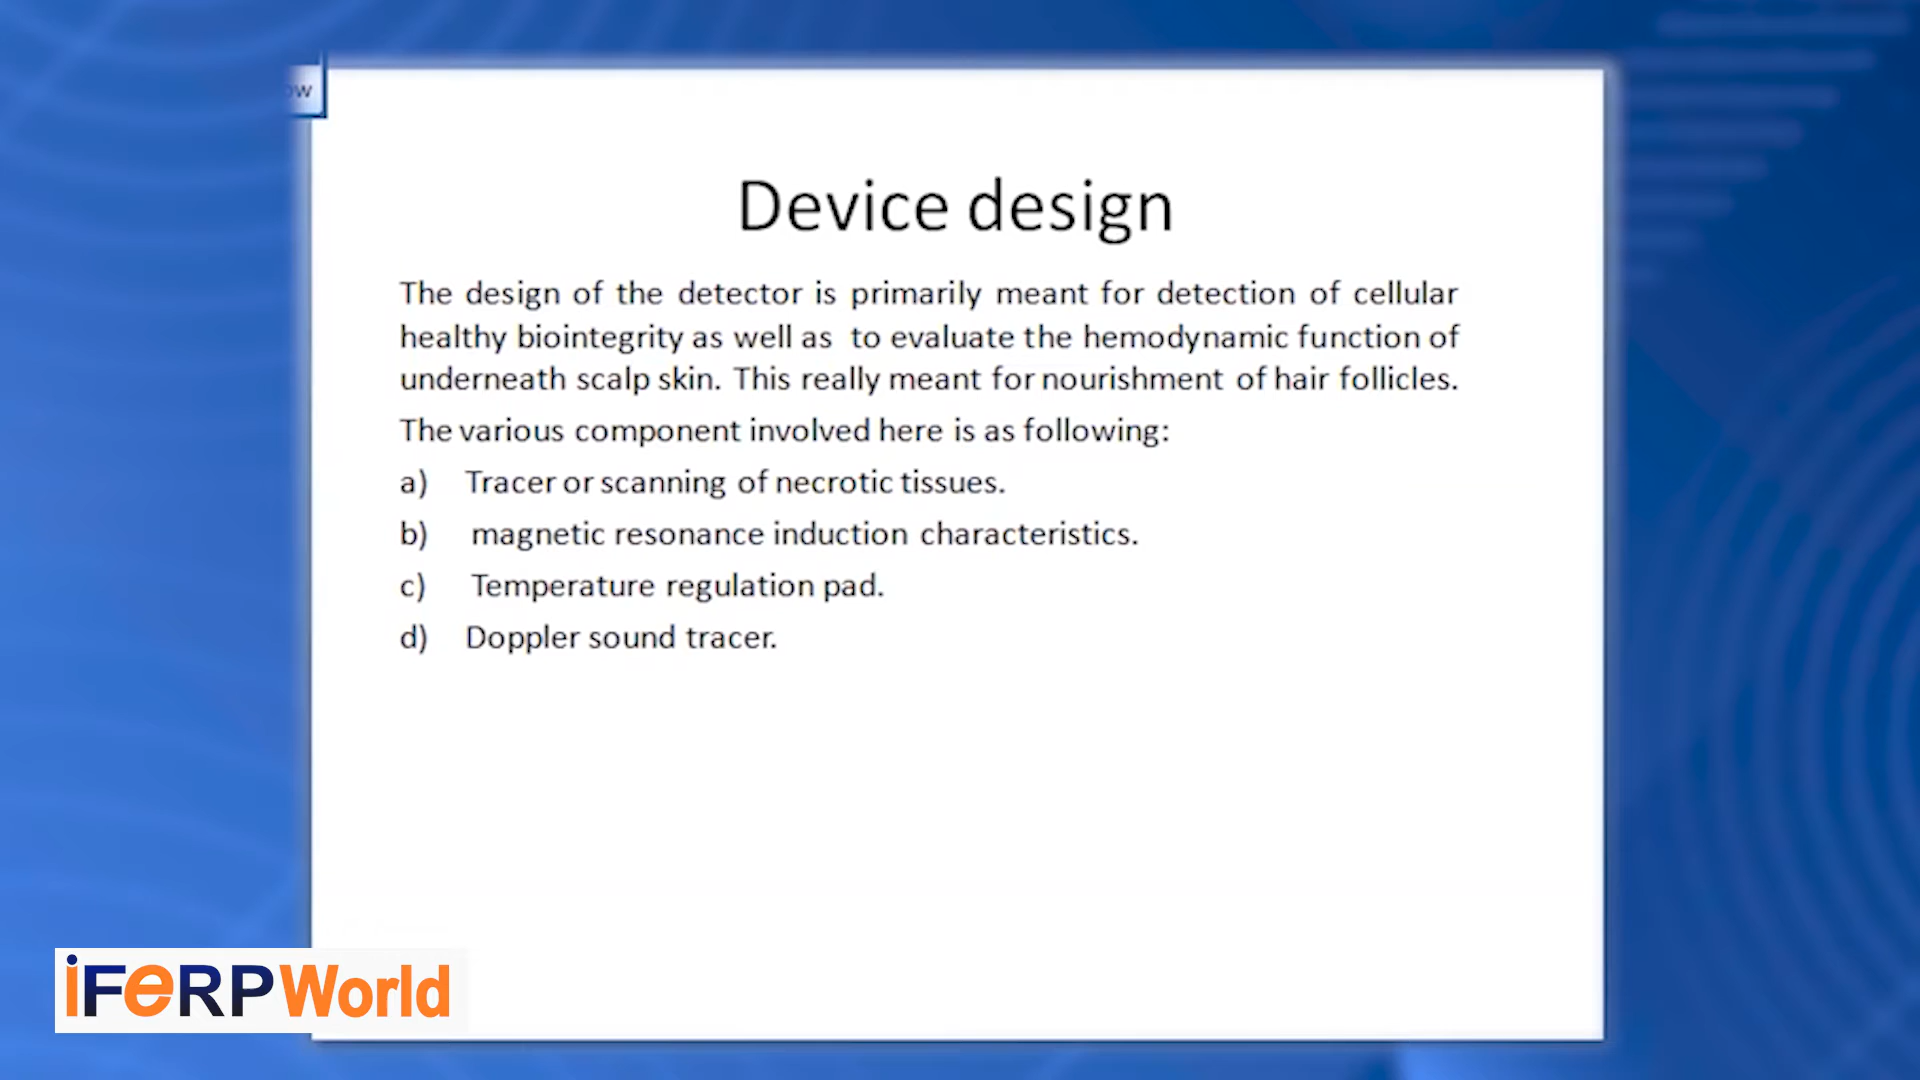 ow
Device design
The design of the detector is primarily meant for detection of cellular
healthy biointegrity as well as to evaluate the hemodynamic function of
underneath scalp skin. This really meant for nourishment of hair follicles.
The various component involved here is as following:
a) Tracer or scanning of necrotic tissues.
b) magnetic resonance induction characteristics.
c) Temperature regulation pad.
d) Doppler sound tracer.
iFeRPWorld